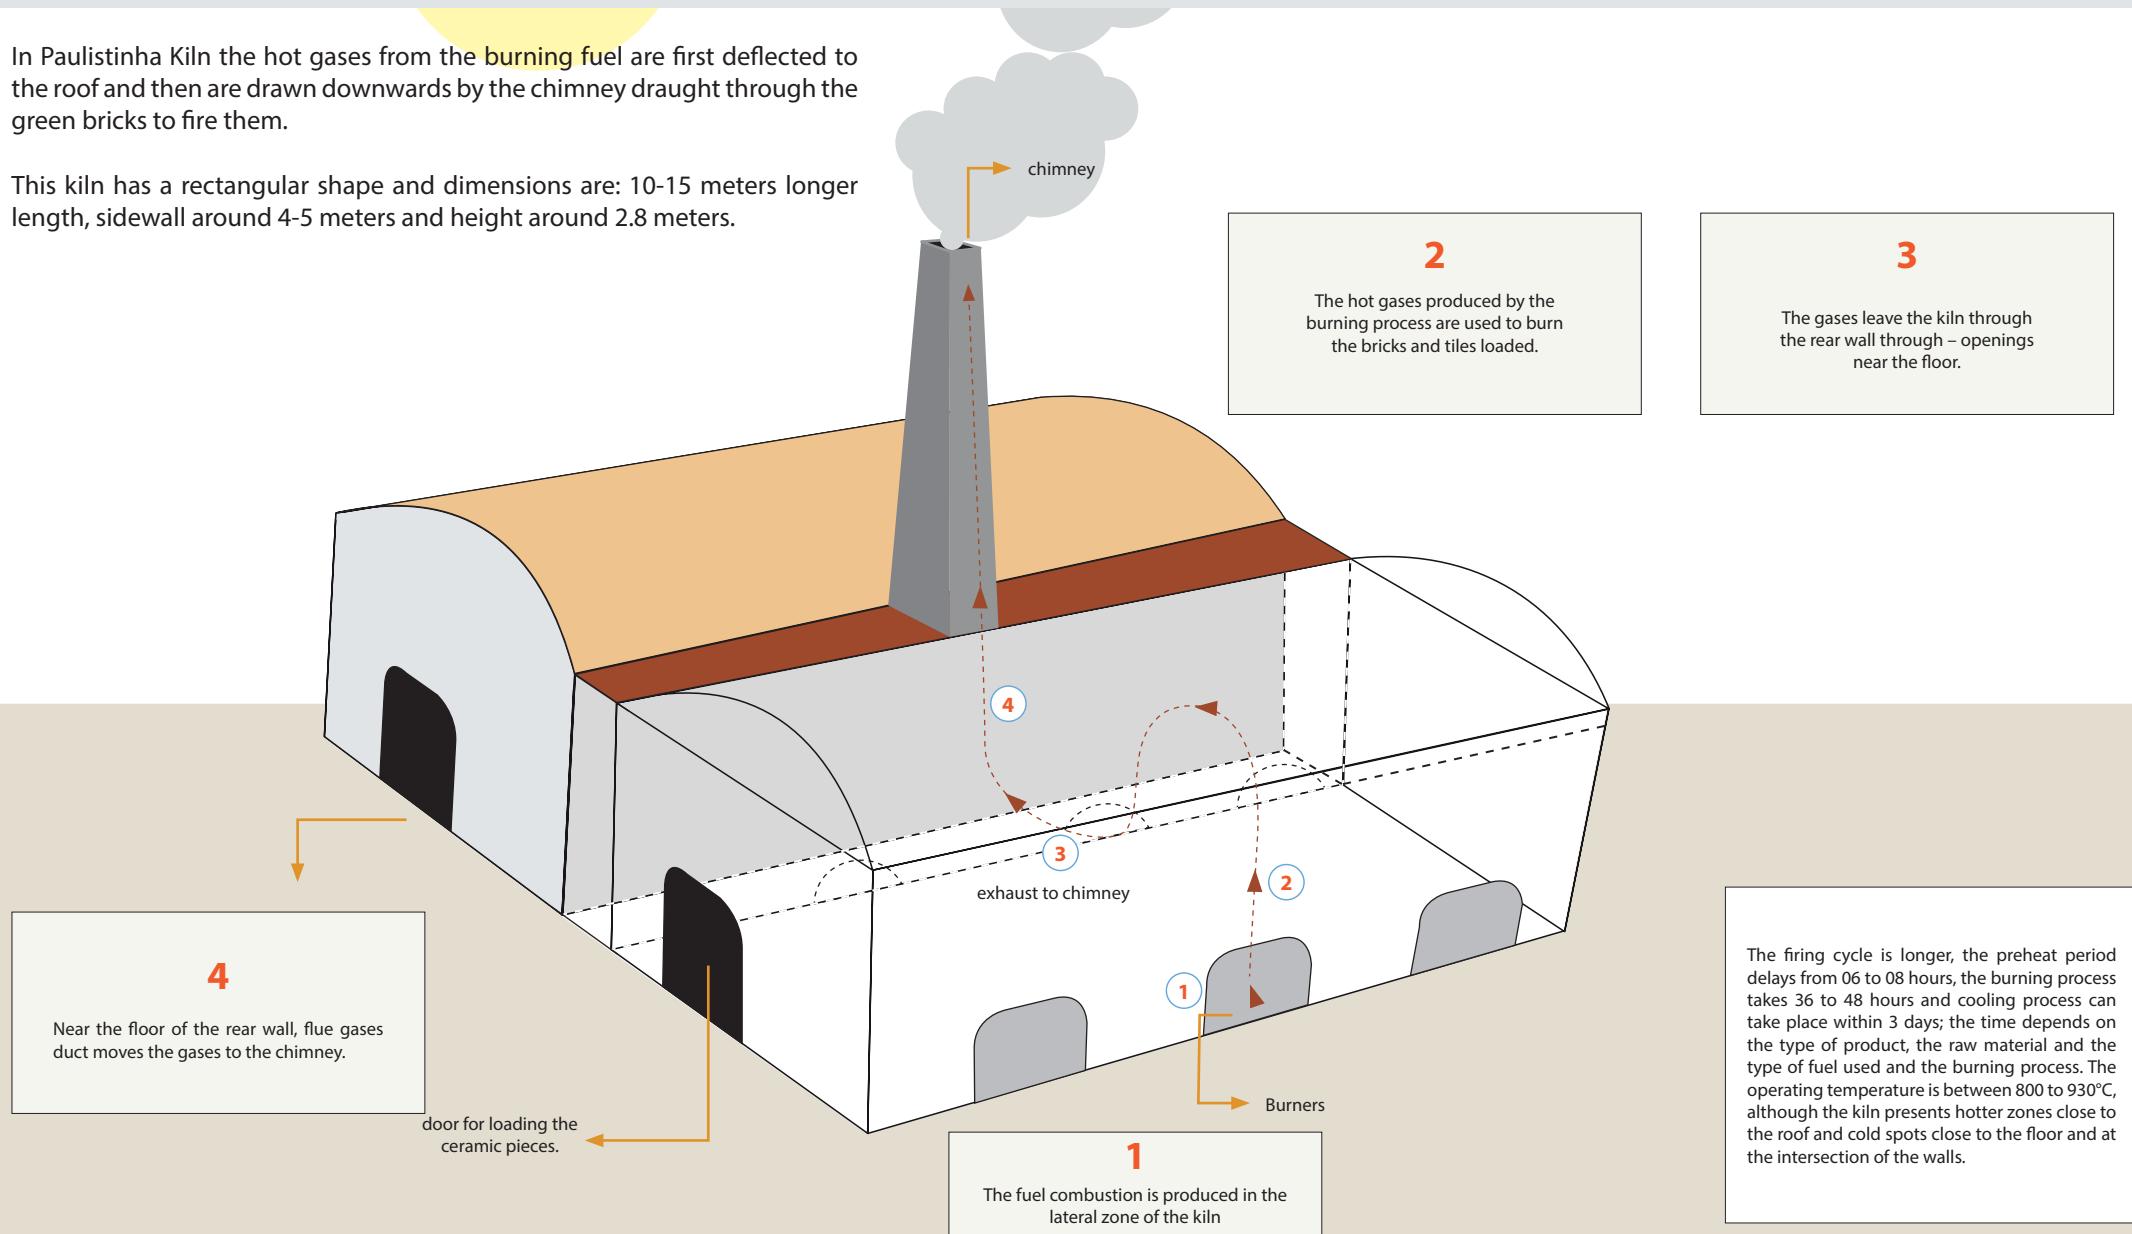 In Paulistinha Kiln the hot gases from the burning fuel are first deflected to
the roof and then are drawn downwards by the chimney draught through the
green bricks to fire them.
This kiln has a rectangular shape and dimensions are: 10-15 meters longer
length, sidewall around 4-5 meters and height around 2.8 meters.
chimney
2
The hot gases produced by the
burning process are used to burn
the bricks and tiles loaded.
3
The gases leave the kiln through
the rear wall through – openings
near the floor.
4
3
exhaust to chimney
2
1
Burners
4
Near the floor of the rear wall, flue gases
duct moves the gases to the chimney.
door for loading the
ceramic pieces.
1
The fuel combustion is produced in the
lateral zone of the kiln
The firing cycle is longer, the preheat period
delays from 06 to 08 hours, the burning process
takes 36 to 48 hours and cooling process can
take place within 3 days; the time depends on
the type of product, the raw material and the
type of fuel used and the burning process. The
operating temperature is between 800 to 930°C,
although the kiln presents hotter zones close to
the roof and cold spots close to the floor and at
the intersection of the walls.